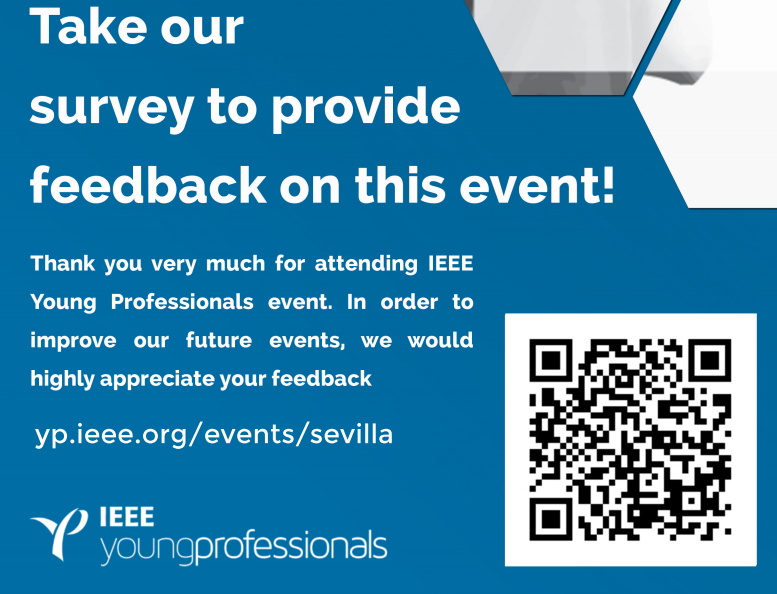 Take our
survey to provide
feedback on this event!
Thank you very much for attending IEEE
Young Professionals event. In order to
improve our future events, we would
highly appreciate your feedback
yp.ieee.org/events/sevilla
IEEE
youngprofessionals